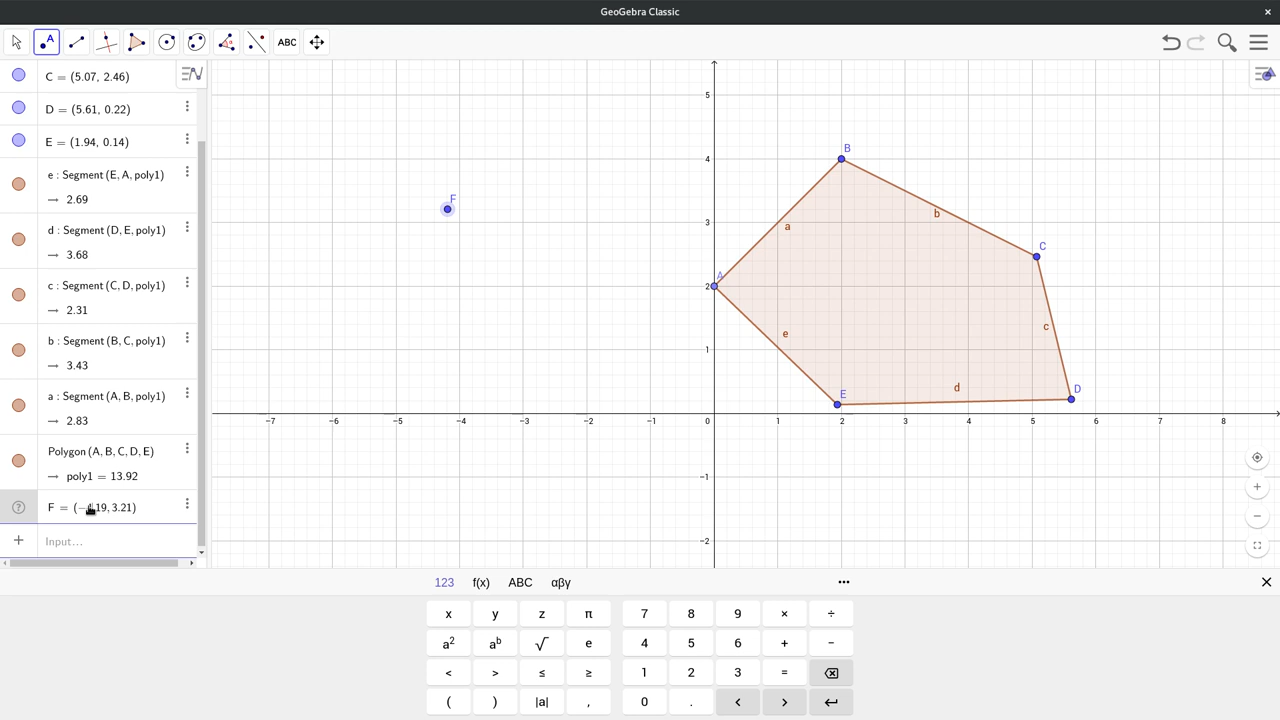 GeoGebra Classic
ABC
C = (5.07, 2.46)
D = (5.61, 0.22)
E = (1.94, 0.14)
e : Segment (E, A, poly1)
→ 2.69
d : Segment (D, E, poly1)
→ 3.68
c : Segment (C, D, poly1)
→ 2.31
b : Segment (B, C, poly1)
→ 3.43
a : Segment (A, B, poly1)
→ 2.83
Polygon (A, B, C, D, E)
→ poly1 = 13.92
F = (−4.19, 3.21)
Input...
5
4
3
2
1
−1
−2
−7 −6 −5 −4 −3 −2 −1 0 1 2 3 4 5 6 7 8
F
A
B
C
D
E
a
b
c
d
e
123 f(x) ABC αβγ
x y z π 7 8 9 × ÷
a² aᵇ √ e 4 5 6 + −
< > ≤ ≥ 1 2 3 =
( ) |a| , 0 . < >